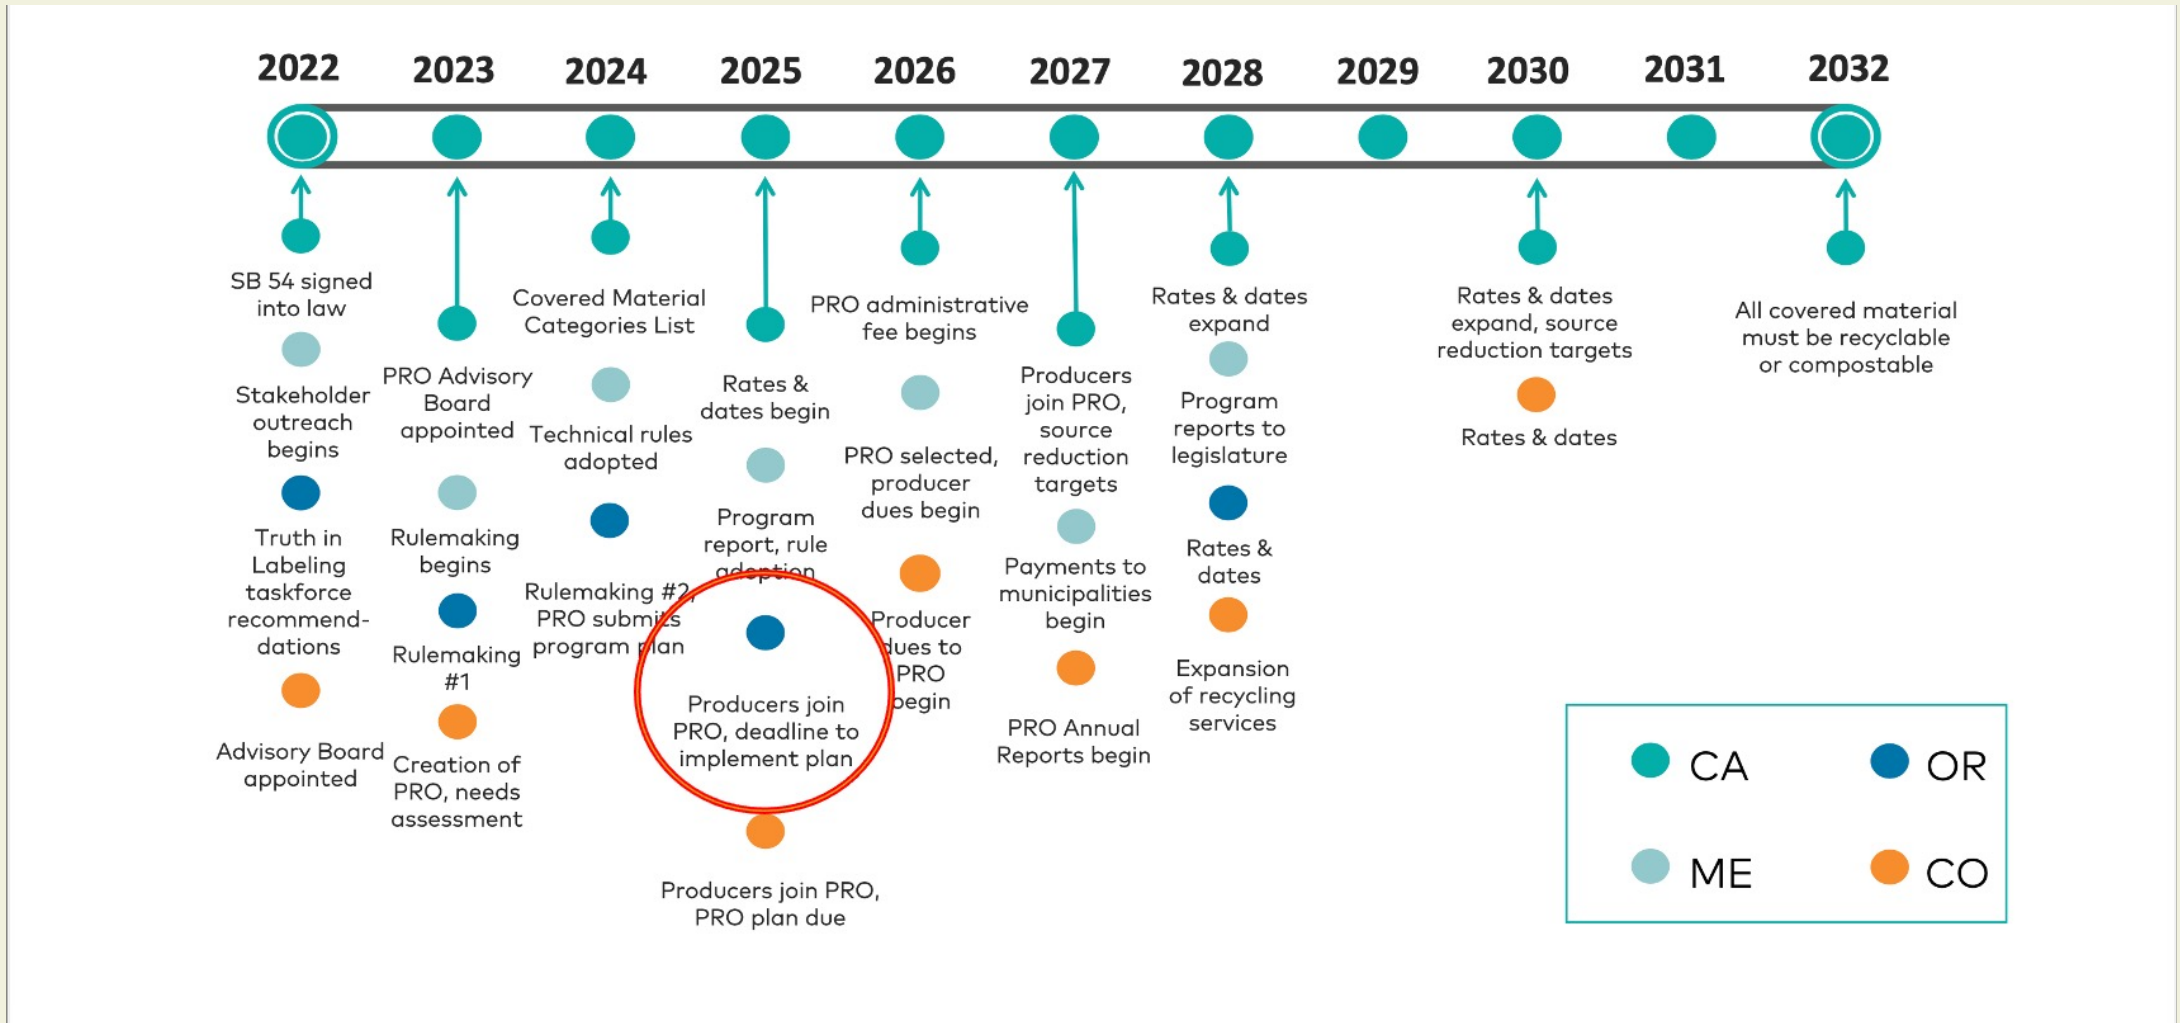 2022
2023
2024
2025
2026
2027
2028
2029
2030
2031
2032
SB 54 signed
into law
Stakeholder
outreach
begins
Truth in
Labeling
taskforce
recommend-
dations
Advisory Board
appointed
PRO Advisory
Board
appointed
Rulemaking
begins
Rulemaking
#1
Creation of
PRO, needs
assessment
Covered Material
Categories List
Technical rules
adopted
Rulemaking #2,
PRO submits
program plan
Rates &
dates begin
Program
report, rule
adoption
Producers join
PRO, deadline to
implement plan
Producers join PRO,
PRO plan due
PRO administrative
fee begins
PRO selected,
producer
dues begin
Producer
dues to
PRO
begin
Producers
join PRO,
source
reduction
targets
Payments to
municipalities
begin
PRO Annual
Reports begin
Rates & dates
expand
Program
reports to
legislature
Rates &
dates
Expansion
of recycling
services
Rates & dates
expand, source
reduction targets
Rates & dates
All covered material
must be recyclable
or compostable
CA
OR
ME
CO